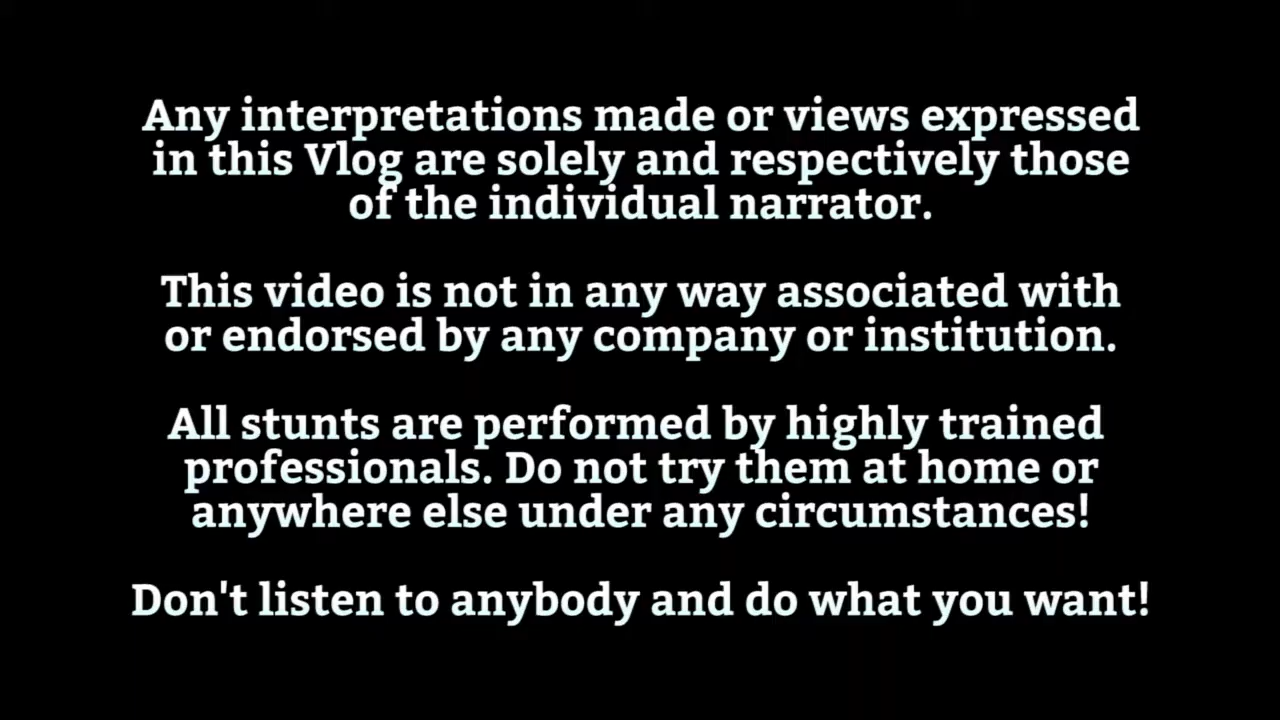 Any interpretations made or views expressed
in this Vlog are solely and respectively those
of the individual narrator.
This video is not in any way associated with
or endorsed by any company or institution.
All stunts are performed by highly trained
professionals. Do not try them at home or
anywhere else under any circumstances!
Don't listen to anybody and do what you want!